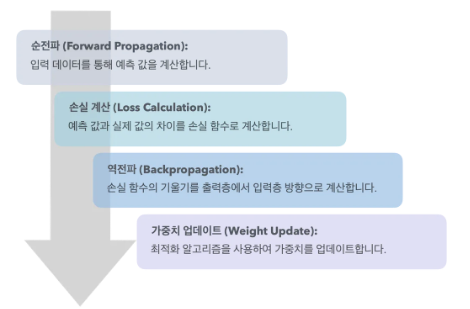 순전파 (Forward Propagation):
입력 데이터를 통해 예측 값을 계산합니다.
손실 계산 (Loss Calculation):
예측 값과 실제 값의 차이를 손실 함수로 계산합니다.
역전파 (Backpropagation):
손실 함수의 기울기를 출력층에서 입력층 방향으로 계산합니다.
가중치 업데이트 (Weight Update):
최적화 알고리즘을 사용하여 가중치를 업데이트합니다.